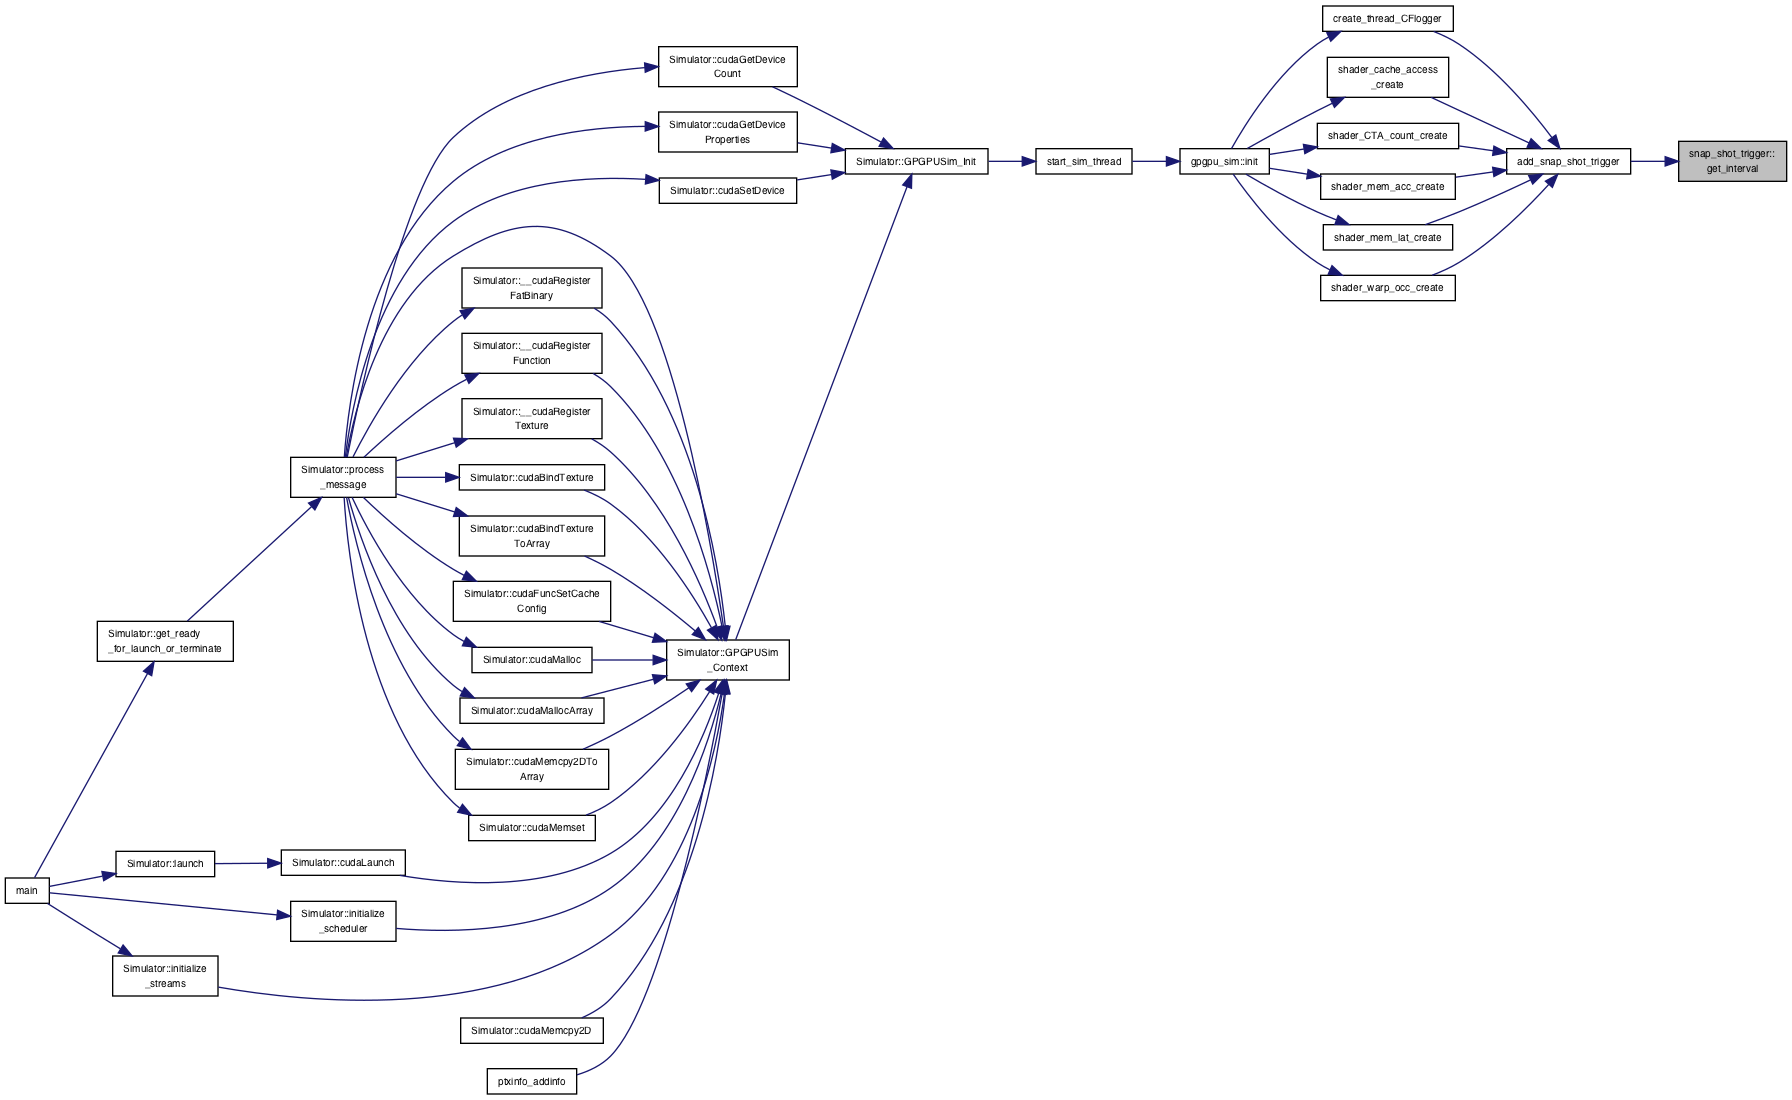 create_thread_CFlogger
shader_cache_access
_create
shader_CTA_count_create
shader_mem_acc_create
shader_mem_lat_create
shader_warp_occ_create
add_snap_shot_trigger
snap_shot_trigger::
get_interval
gpgpu_sim::init
start_sim_thread
Simulator::GPGPUSim_Init
Simulator::cudaGetDevice
Count
Simulator::cudaGetDevice
Properties
Simulator::cudaSetDevice
Simulator::__cudaRegister
FatBinary
Simulator::__cudaRegister
Function
Simulator::__cudaRegister
Texture
Simulator::cudaBindTexture
Simulator::cudaBindTexture
ToArray
Simulator::cudaFuncSetCache
Config
Simulator::cudaMalloc
Simulator::cudaMallocArray
Simulator::cudaMemcpy2DTo
Array
Simulator::cudaMemset
Simulator::GPGPUSim
_Context
Simulator::process
_message
Simulator::get_ready
_for_launch_or_terminate
Simulator::launch
Simulator::cudaLaunch
main
Simulator::initialize
_scheduler
Simulator::initialize
_streams
Simulator::cudaMemcpy2D
ptxinfo_addinfo